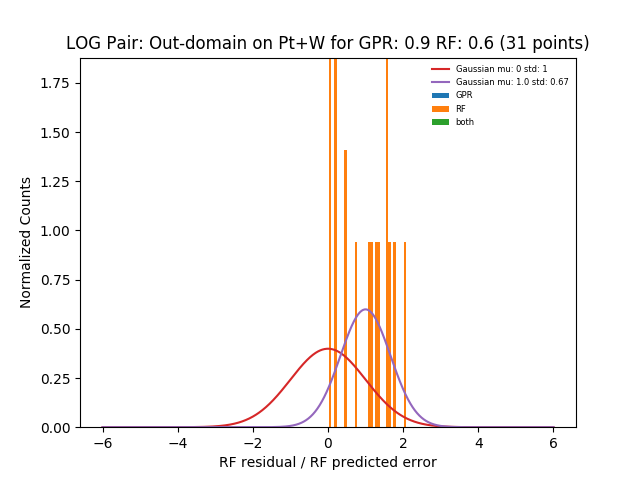 LOG Pair: Out-domain on Pt+W for GPR: 0.9 RF: 0.6 (31 points)
Gaussian mu: 0 std: 1
Gaussian mu: 1.0 std: 0.67
GPR
RF
both
Normalized Counts
1.75
1.50
1.25
1.00
0.75
0.50
0.25
0.00
−6 −4 −2 0 2 4 6
RF residual / RF predicted error